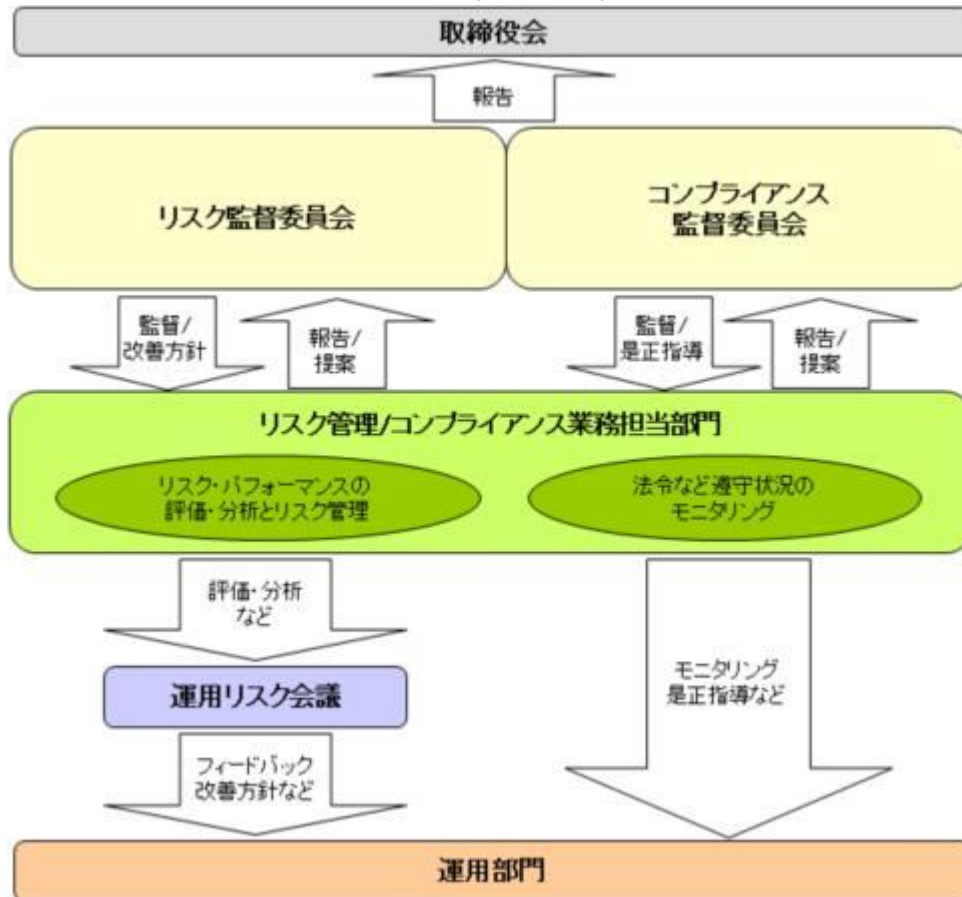 取締役会
報告
リスク監督委員会
コンプライアンス
監督委員会
監督/
改善方針
報告/
提案
監督/
是正指導
報告/
提案
リスク管理/コンプライアンス業務担当部門
リスク・パフォーマンスの
評価・分析とリスク管理
法令など遵守状況の
モニタリング
評価・分析
など
運用リスク会議
モニタリング
是正指導など
フィードバック
改善方針など
運用部門